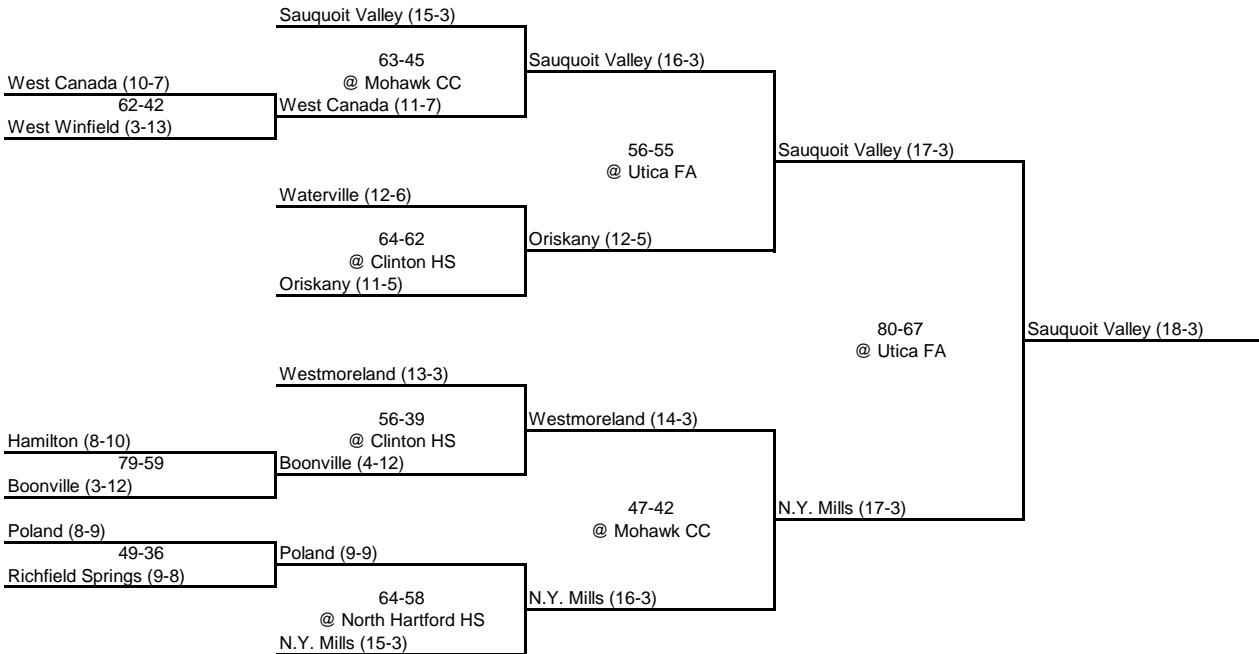 Sauquoit Valley (15-3)
63-45
@ Mohawk CC
Sauquoit Valley (16-3)
West Canada (10-7)
62-42
West Canada (11-7)
West Winfield (3-13)
56-55
@ Utica FA
Sauquoit Valley (17-3)
Waterville (12-6)
64-62
@ Clinton HS
Oriskany (12-5)
Oriskany (11-5)
80-67
@ Utica FA
Sauquoit Valley (18-3)
Westmoreland (13-3)
56-39
@ Clinton HS
Westmoreland (14-3)
Hamilton (8-10)
79-59
Boonville (4-12)
Boonville (3-12)
47-42
@ Mohawk CC
N.Y. Mills (17-3)
Poland (8-9)
49-36
Poland (9-9)
Richfield Springs (9-8)
64-58
@ North Hartford HS
N.Y. Mills (16-3)
N.Y. Mills (15-3)